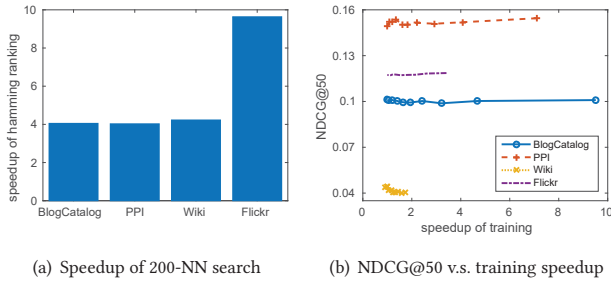 10
8
6
4
2
0
speedup of hamming ranking
BlogCatalog PPI Wiki Flickr
(a) Speedup of 200-NN search
0.16
0.13
0.1
0.07
0.04
NDCG@50
BlogCatalog
PPI
Wiki
Flickr
0 2 4 6 8 10
speedup of training
(b) NDCG@50 v.s. training speedup